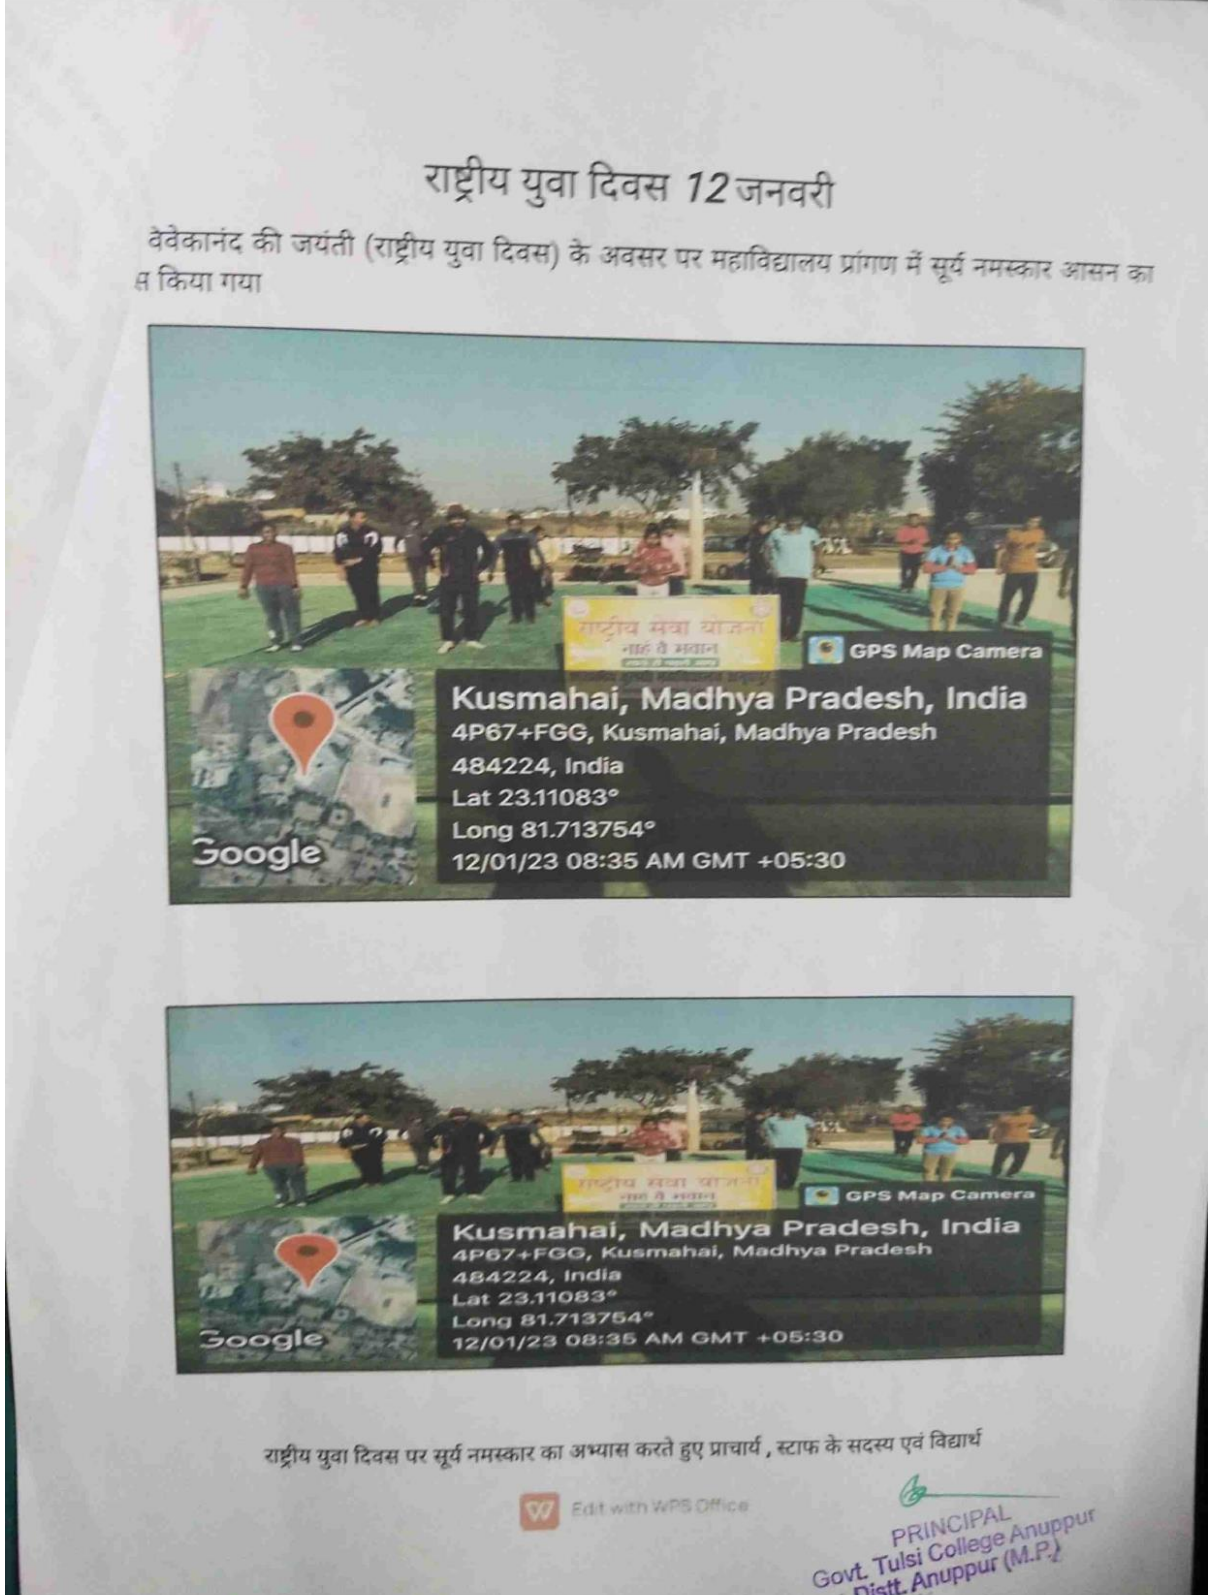 राष्ट्रीय युवा दिवस 12 जनवरी
वेवेकानंद की जयंती (राष्ट्रीय युवा दिवस) के अवसर पर महाविद्यालय प्रांगण में सूर्य नमस्कार आसन का
किया गया
राष्ट्रीय सेवा योजना
नाहं वै भवान
GPS Map Camera
Kusmahai, Madhya Pradesh, India
4P67+FGG, Kusmahai, Madhya Pradesh
484224, India
Lat 23.11083°
Long 81.713754°
12/01/23 08:35 AM GMT +05:30
Google
राष्ट्रीय सेवा योजना
नाहं वै भवान
GPS Map Camera
Kusmahai, Madhya Pradesh, India
4P67+FGG, Kusmahai, Madhya Pradesh
484224, India
Lat 23.11083°
Long 81.713754°
12/01/23 08:35 AM GMT +05:30
Google
राष्ट्रीय युवा दिवस पर सूर्य नमस्कार का अभ्यास करते हुए प्राचार्य , स्टाफ के सदस्य एवं विद्यार्थ
Edit with WPS Office
PRINCIPAL
Govt. Tulsi College Anuppur
Distt. Anuppur (M.P.)